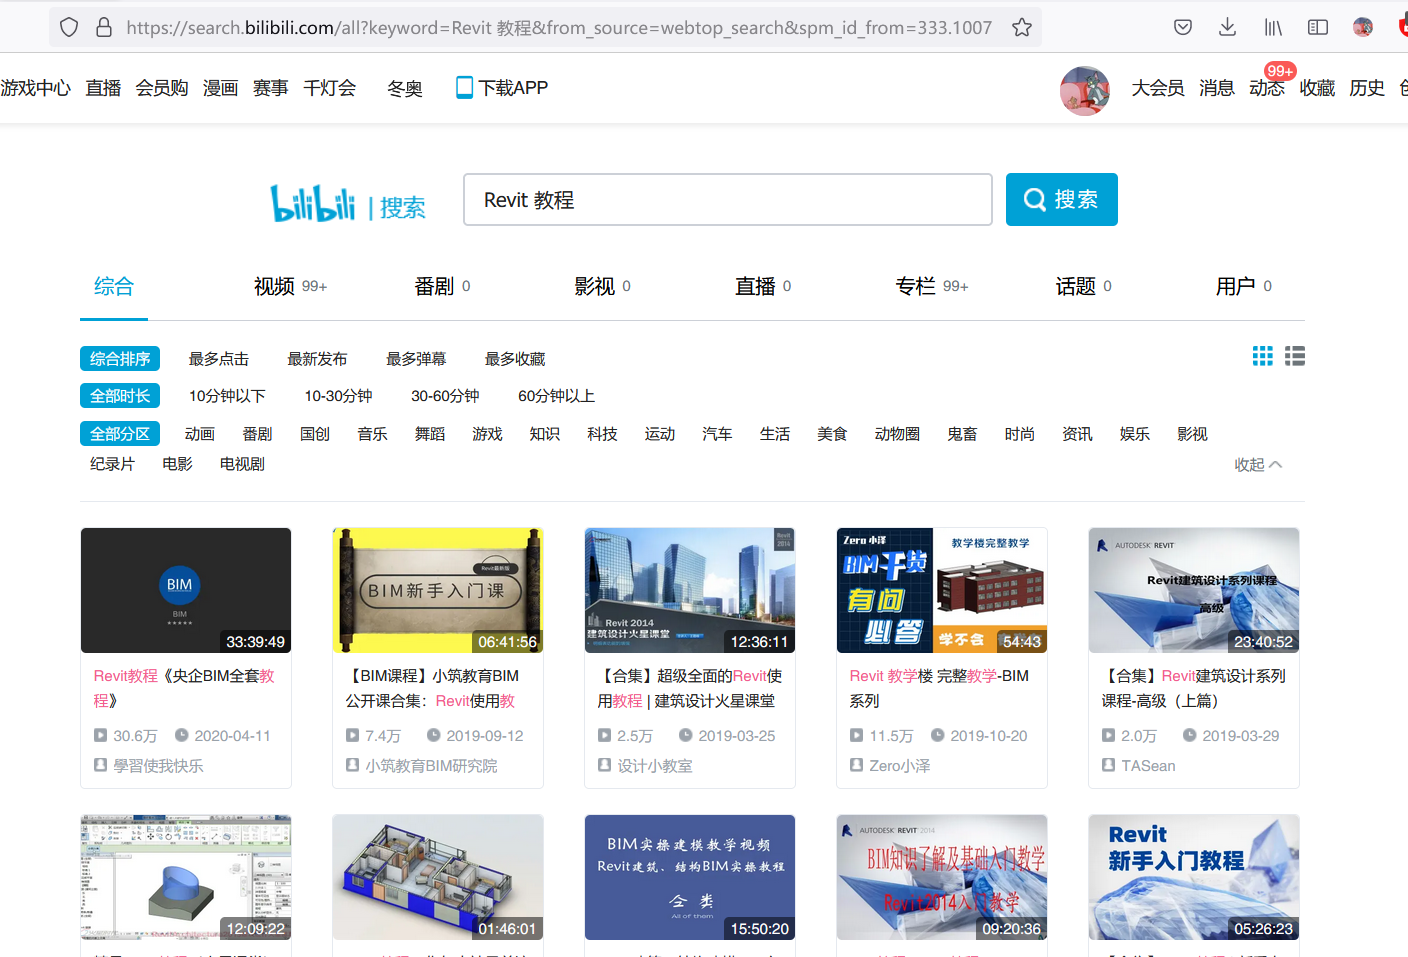 https://search.bilibili.com/all?keyword=Revit 教程&from_source=webtop_search&spm_id_from=333.1007
游戏中心 直播 会员购 漫画 赛事 千灯会 冬奥 下载APP 大会员 消息 动态 收藏 历史
99+
bilibili | 搜索 Revit 教程 搜索
综合 视频 99+ 番剧 0 影视 0 直播 0 专栏 99+ 话题 0 用户 0
综合排序 最多点击 最新发布 最多弹幕 最多收藏
全部时长 10分钟以下 10-30分钟 30-60分钟 60分钟以上
全部分区 动画 番剧 国创 音乐 舞蹈 游戏 知识 科技 运动 汽车 生活 美食 动物圈 鬼畜 时尚 资讯 娱乐 影视
纪录片 电影 电视剧 收起
BIM
BIM
33:39:49
Revit教程《央企BIM全套教
程》
30.6万 2020-04-11
學習使我快乐
Revit最新版
BIM新手入门课
06:41:56
【BIM课程】小筑教育BIM
公开课合集：Revit使用教
7.4万 2019-09-12
小筑教育BIM研究院
Revit
2014
Revit 2014
建筑设计火星课堂
12:36:11
【合集】超级全面的Revit使
用教程 | 建筑设计火星课堂
2.5万 2019-03-25
设计小教室
Zero 小泽
教学楼完整教学
BIM干货
有问
必答
学不会
54:43
Revit 教学楼 完整教学-BIM
系列
11.5万 2019-10-20
Zero小泽
AUTODESK REVIT
Revit建筑设计系列课程
高级
23:40:52
【合集】Revit建筑设计系列
课程-高级（上篇）
2.0万 2019-03-29
TASean
12:09:22
01:46:01
BIM实操建模教学视频
Revit建筑、结构BIM实操教程
全 类
All of them
15:50:20
AUTODESK REVIT 2014
BIM知识了解及基础入门教学
Revit2014入门教学
09:20:36
Revit
新手入门教程
05:26:23